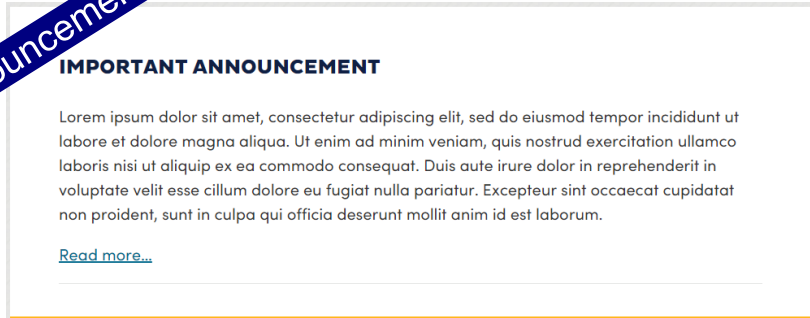 IMPORTANT ANNOUNCEMENT
Lorem ipsum dolor sit amet, consectetur adipiscing elit, sed do eiusmod tempor incididunt ut
labore et dolore magna aliqua. Ut enim ad minim veniam, quis nostrud exercitation ullamco
laboris nisi ut aliquip ex ea commodo consequat. Duis aute irure dolor in reprehenderit in
voluptate velit esse cillum dolore eu fugiat nulla pariatur. Excepteur sint occaecat cupidatat
non proident, sunt in culpa qui officia deserunt mollit anim id est laborum.
Read more...